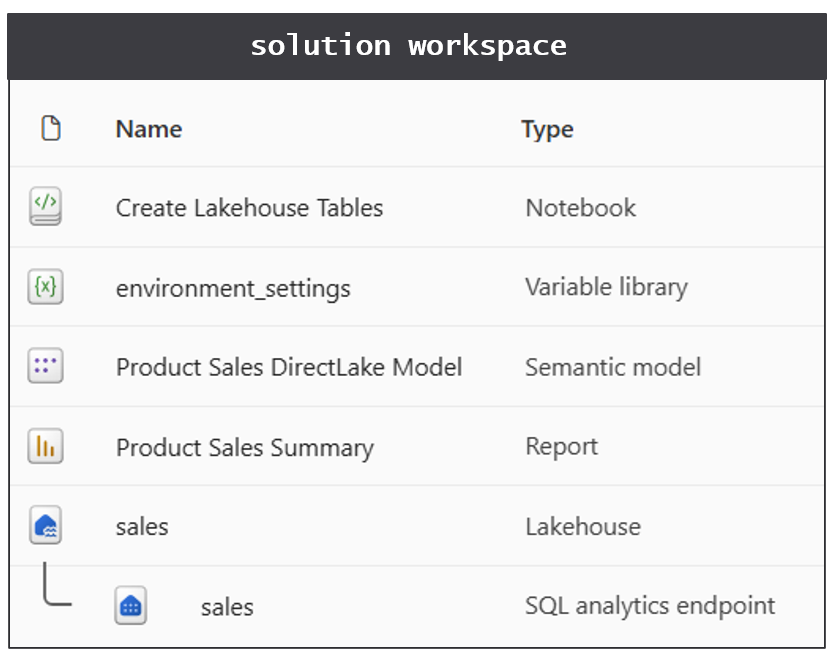 solution workspace
Name Type
Create Lakehouse Tables Notebook
environment_settings Variable library
Product Sales DirectLake Model Semantic model
Product Sales Summary Report
sales Lakehouse
sales SQL analytics endpoint